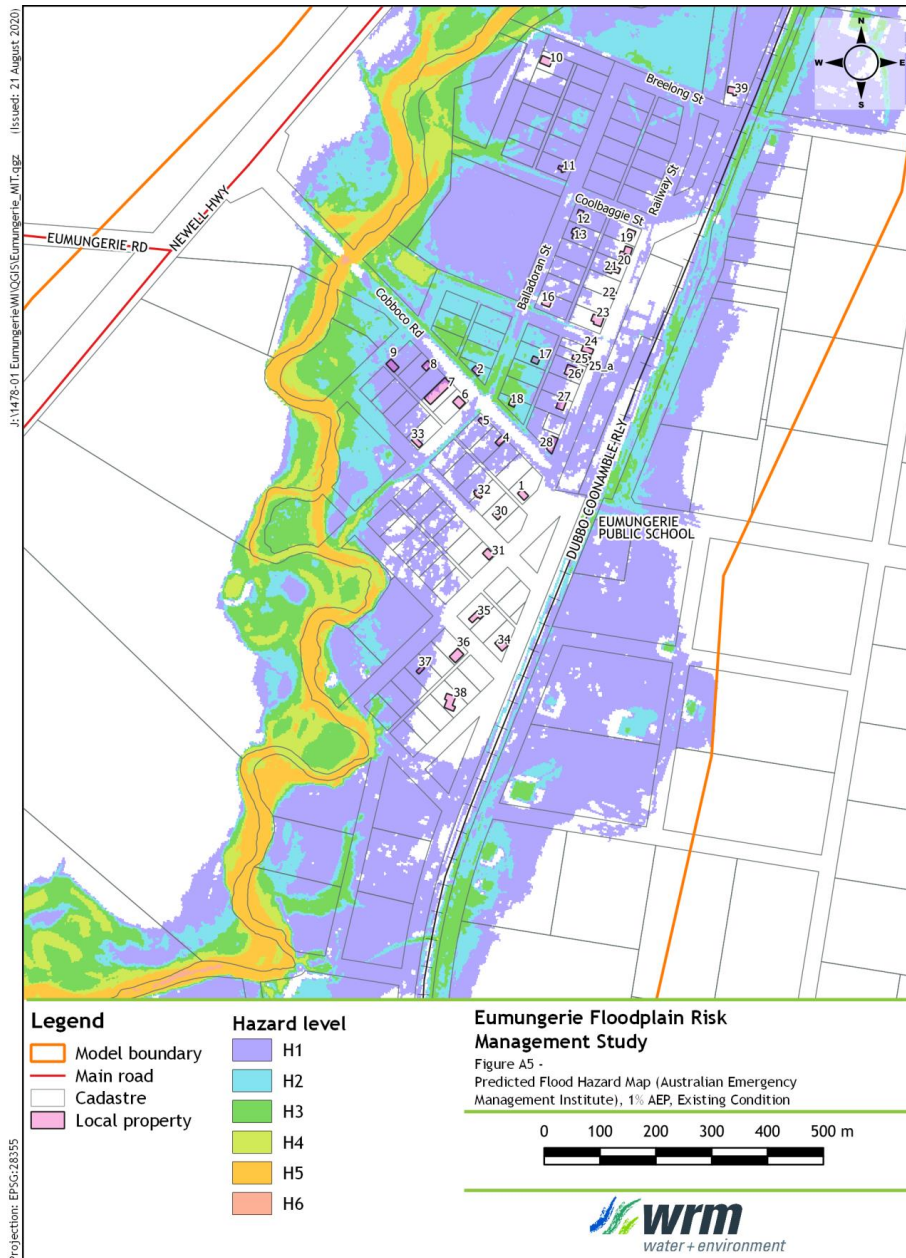 J:\1478-01 Eumungerie\WI\QGIS\Eumungerie_MIT.qgz (Issued: 21 August 2020)
Projection: EPSG:28355
N
W
E
S
10
Breelong St
39
11
Railway St
Coolbaggie St
12
13
19
20
21
22
Balladoran St
16
23
NEWELL HWY
EUMUNGERIE RD
Cobboco Rd
24
17
25
25_a
26
9
8
2
7
6
18
27
5
4
28
33
32
1
30
DUBBO COONAMBLE RLY
EUMUNGERIE
PUBLIC SCHOOL
31
35
34
36
37
38
Legend
Model boundary
Main road
Cadastre
Local property
Hazard level
H1
H2
H3
H4
H5
H6
Eumungerie Floodplain Risk
Management Study
Figure A5 -
Predicted Flood Hazard Map (Australian Emergency
Management Institute), 1% AEP, Existing Condition
0 100 200 300 400 500 m
wrm
water + environment